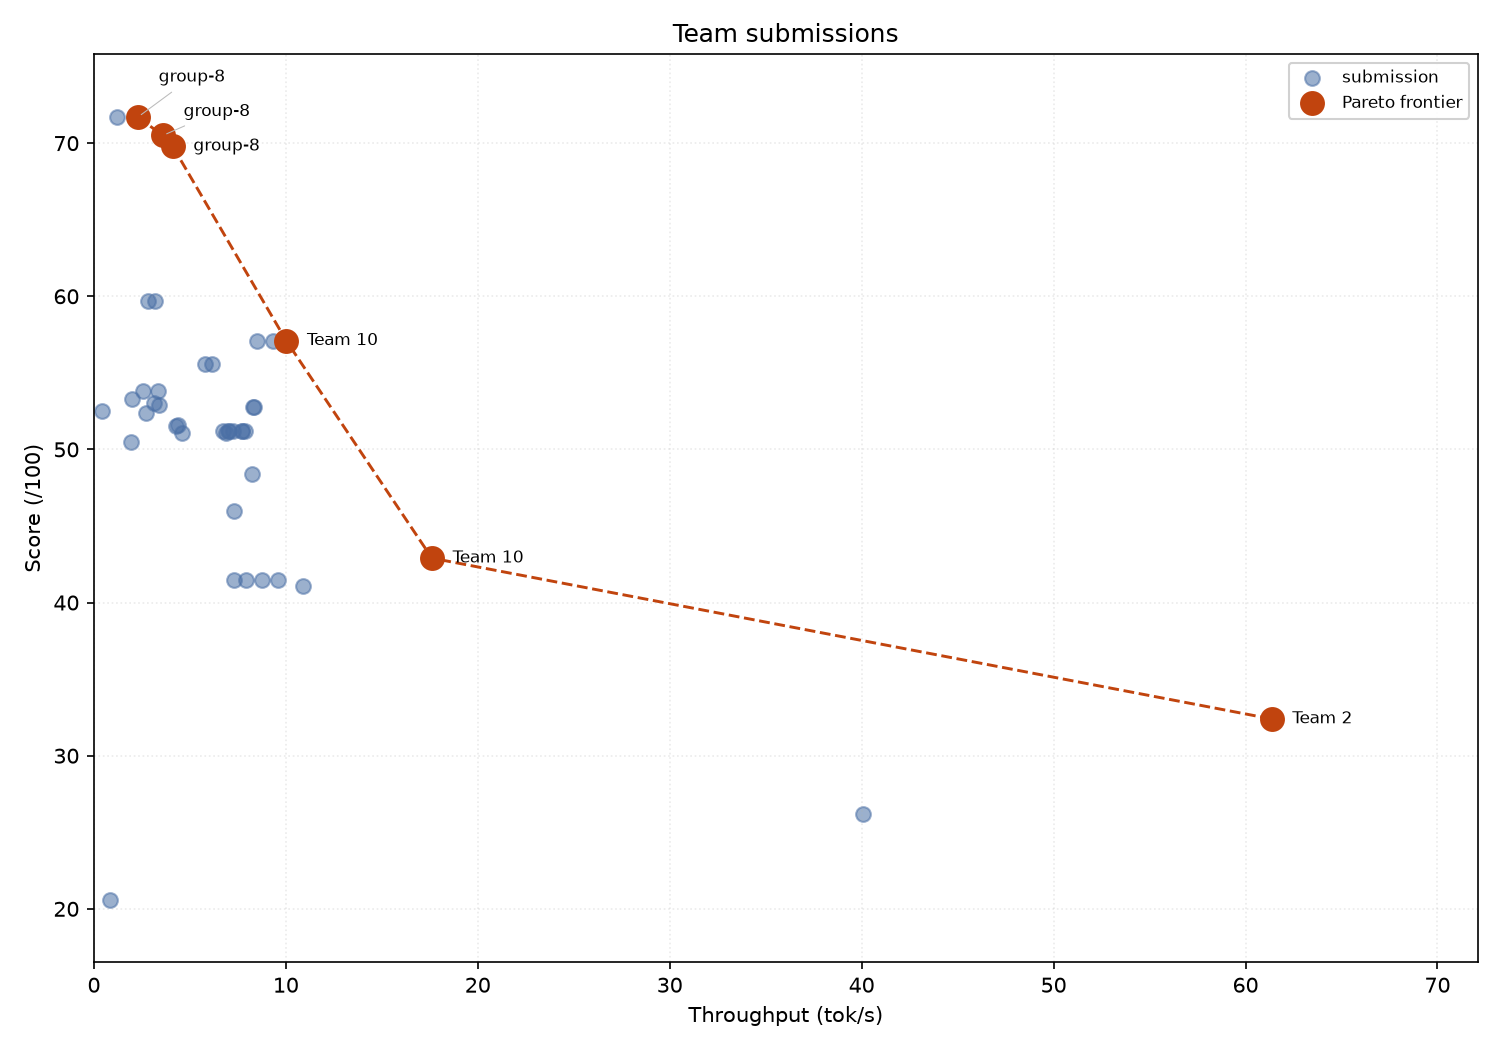 Team submissions
submission
Pareto frontier
group-8
group-8
group-8
Team 10
Team 10
Team 2
Score (/100)
70
60
50
40
30
20
0 10 20 30 40 50 60 70
Throughput (tok/s)